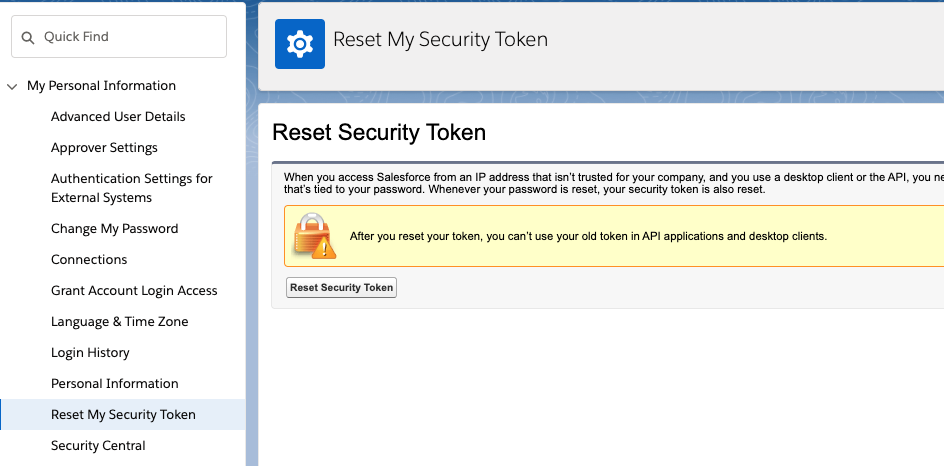 Quick Find
My Personal Information
Advanced User Details
Approver Settings
Authentication Settings for
External Systems
Change My Password
Connections
Grant Account Login Access
Language & Time Zone
Login History
Personal Information
Reset My Security Token
Security Central
Reset My Security Token
Reset Security Token
When you access Salesforce from an IP address that isn’t trusted for your company, and you use a desktop client or the API, you ne
that’s tied to your password. Whenever your password is reset, your security token is also reset.
After you reset your token, you can’t use your old token in API applications and desktop clients.
Reset Security Token